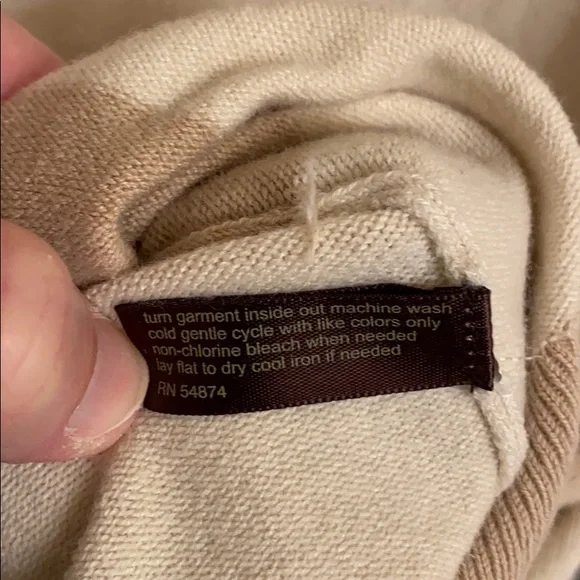 turn garment inside out machine wash
cold gentle cycle with like colors only
non-chlorine bleach when needed
lay flat to dry cool iron if needed
RN 54874